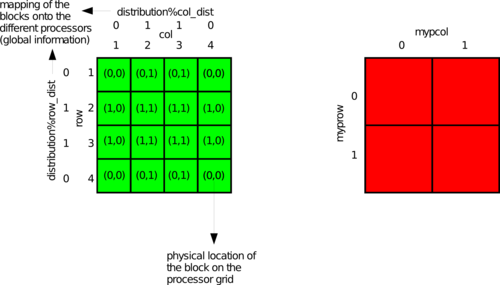 mapping of the
blocks onto the
different processors
(global information)
distribution%col_dist
0 1 1 0
col
1 2 3 4
distribution%row_dist
row
0 1 (0,0) (0,1) (0,1) (0,0)
1 2 (1,0) (1,1) (1,1) (1,0)
1 3 (1,0) (1,1) (1,1) (1,0)
0 4 (0,0) (0,1) (0,1) (0,0)
physical location of
the block on the
processor grid
mypcol
0 1
myprow
0
1